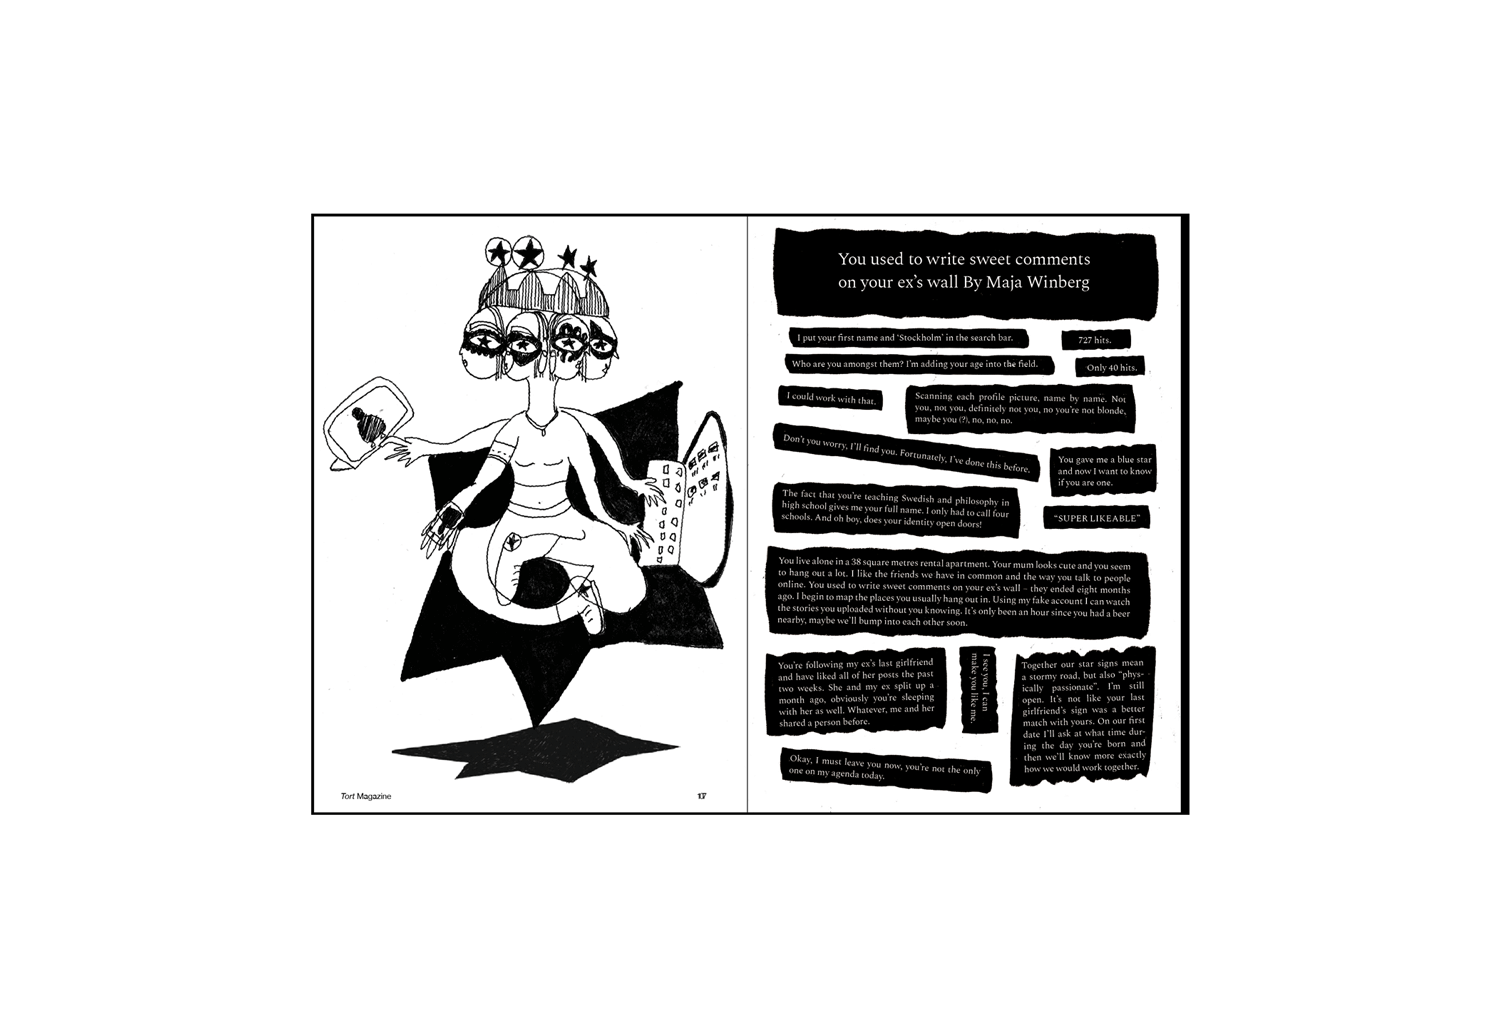 You used to write sweet comments
on your ex's wall By Maja Winberg
I put your first name and 'Stockholm' in the search bar.
727 hits.
Who are you amongst them? I'm adding your age into the field.
Only 40 hits.
I could work with that.
Scanning each profile picture, name by name. Not
you, not you, definitely not you, no you're not blonde,
maybe you (?), no, no, no.
Don't you worry, I'll find you. Fortunately, I've done this before.
You gave me a blue star
and now I want to know
if you are one.
The fact that you're teaching Swedish and philosophy in
high school gives me your full name. I only had to call four
schools. And oh boy, does your identity open doors!
"SUPER LIKEABLE"
You live alone in a 38 square metres rental apartment. Your mum looks cute and you seem
to hang out a lot. I like the friends we have in common and the way you talk to people
online. You used to write sweet comments on your ex's wall – they ended eight months
ago. I begin to map the places you usually hang out in. Using my fake account I can watch
the stories you uploaded without you knowing. It's only been an hour since you had a beer
nearby, maybe we'll bump into each other soon.
You're following my ex's last girlfriend
and have liked all of her posts the past
two weeks. She and my ex split up a
month ago, obviously you're sleeping
with her as well. Whatever, me and her
shared a person before.
I see you, I can
make you like me.
Together our star signs mean
a stormy road, but also "phys-
ically passionate". I'm still
open. It's not like your last
girlfriend's sign was a better
match with yours. On our first
date I'll ask at what time dur-
ing the day you're born and
then we'll know more exactly
how we would work together.
Okay, I must leave you now, you're not the only
one on my agenda today.
Tort Magazine